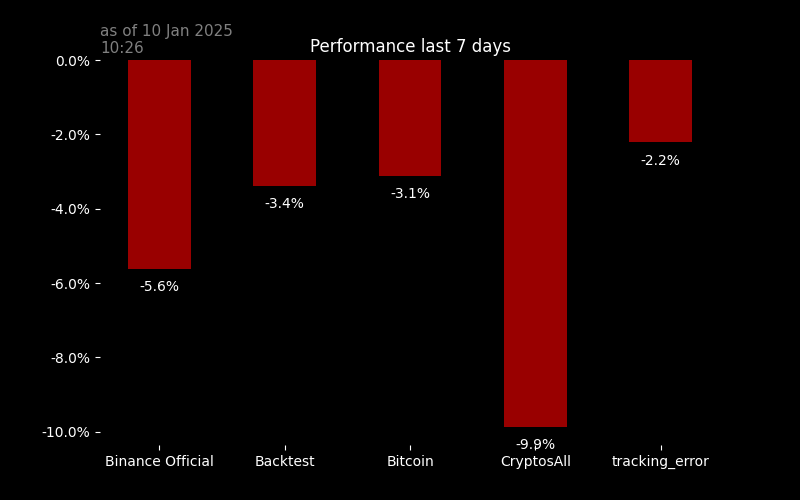 as of 10 Jan 2025
10:26
Performance last 7 days
0.0%
-2.0%
-4.0%
-6.0%
-8.0%
-10.0%
-5.6%
-3.4%
-3.1%
-9.9%
-2.2%
Binance Official
Backtest
Bitcoin
CryptosAll
tracking_error